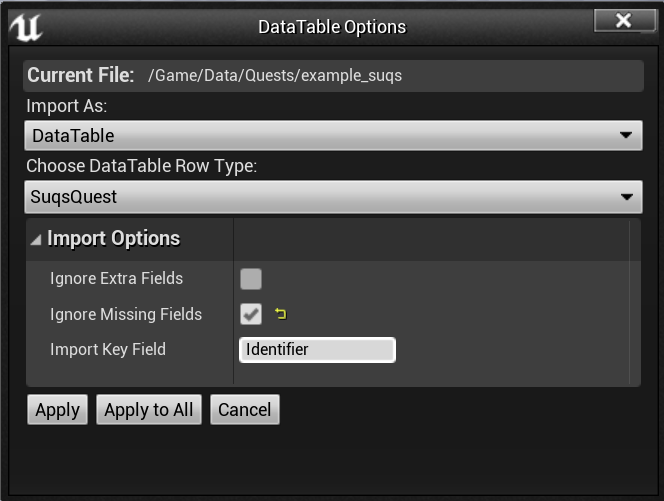 DataTable Options
Current File: /Game/Data/Quests/example_suqs
Import As:
DataTable
Choose DataTable Row Type:
SuqsQuest
Import Options
Ignore Extra Fields
Ignore Missing Fields
Import Key Field Identifier
Apply Apply to All Cancel